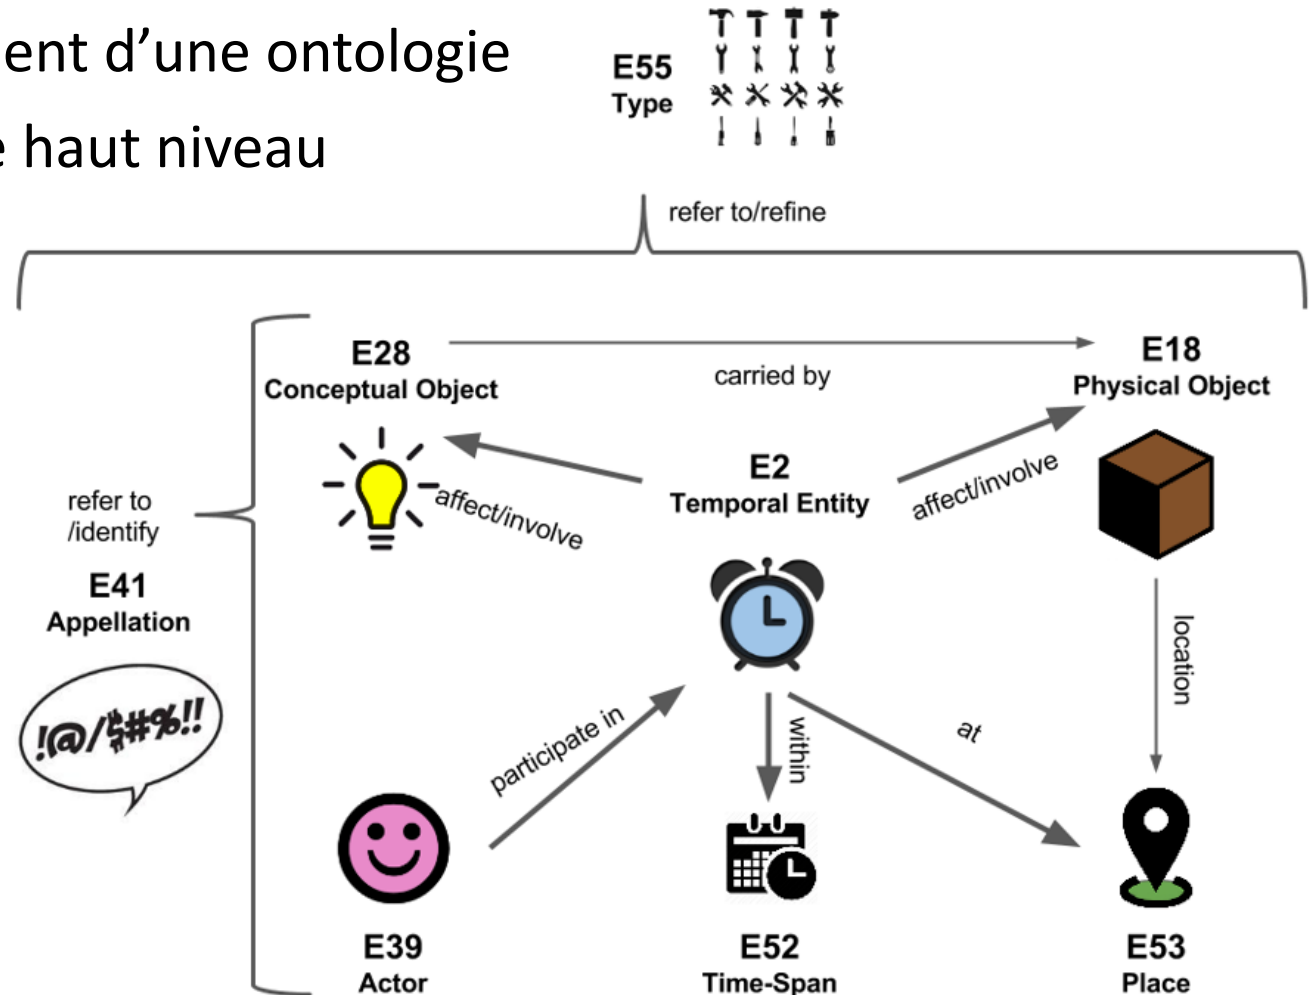 ent d’une ontologie
e haut niveau
E55
Type
refer to/refine
E28
Conceptual Object
carried by
E18
Physical Object
E2
Temporal Entity
affect/involve
affect/involve
refer to
/identify
E41
Appellation
!@/§#%!!
location
participate in
within
at
E39
Actor
E52
Time-Span
E53
Place